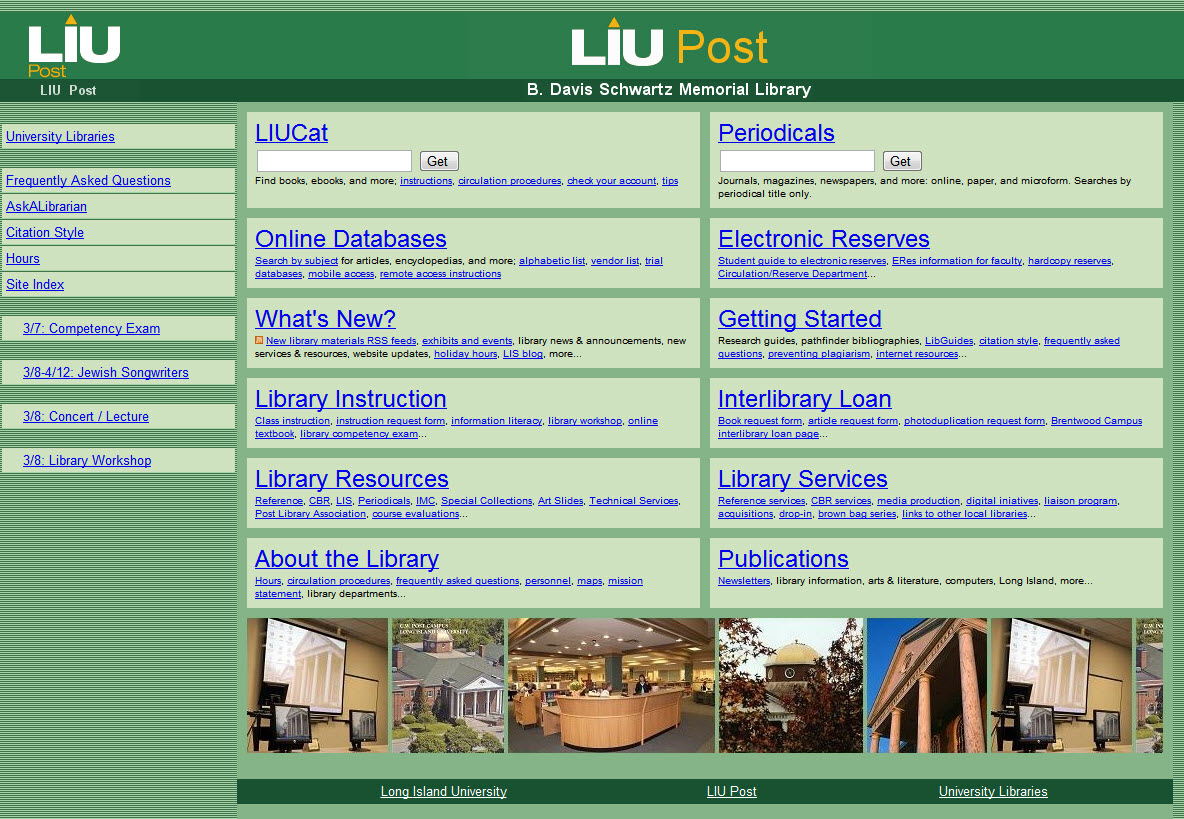 LIU
Post
LIU Post
LIU Post
B. Davis Schwartz Memorial Library
University Libraries
Frequently Asked Questions
AskALibrarian
Citation Style
Hours
Site Index
3/7: Competency Exam
3/8-4/12: Jewish Songwriters
3/8: Concert / Lecture
3/8: Library Workshop
LIUCat
Get
Find books, ebooks, and more; instructions, circulation procedures, check your account, tips
Periodicals
Get
Journals, magazines, newspapers, and more: online, paper, and microform. Searches by
periodical title only.
Online Databases
Search by subject for articles, encyclopedias, and more; alphabetic list, vendor list, trial
databases, mobile access, remote access instructions
Electronic Reserves
Student guide to electronic reserves, ERes information for faculty, hardcopy reserves,
Circulation/Reserve Department...
What's New?
New library materials RSS feeds, exhibits and events, library news & announcements, new
services & resources, website updates, holiday hours, LIS blog, more...
Getting Started
Research guides, pathfinder bibliographies, LibGuides, citation style, frequently asked
questions, preventing plagiarism, internet resources...
Library Instruction
Class instruction, instruction request form, information literacy, library workshop, online
textbook, library competency exam...
Interlibrary Loan
Book request form, article request form, photoduplication request form, Brentwood Campus
interlibrary loan page...
Library Resources
Reference, CBR, LIS, Periodicals, IMC, Special Collections, Art Slides, Technical Services,
Post Library Association, course evaluations...
Library Services
Reference services, CBR services, media production, digital iniatives, liaison program,
acquisitions, drop-in, brown bag series, links to other local libraries...
About the Library
Hours, circulation procedures, frequently asked questions, personnel, maps, mission
statement, library departments...
Publications
Newsletters, library information, arts & literature, computers, Long Island, more...
C.W. POST CAMPUS
LONG ISLAND UNIVERSITY
C.W. PO
LONG I
Long Island University
LIU Post
University Libraries